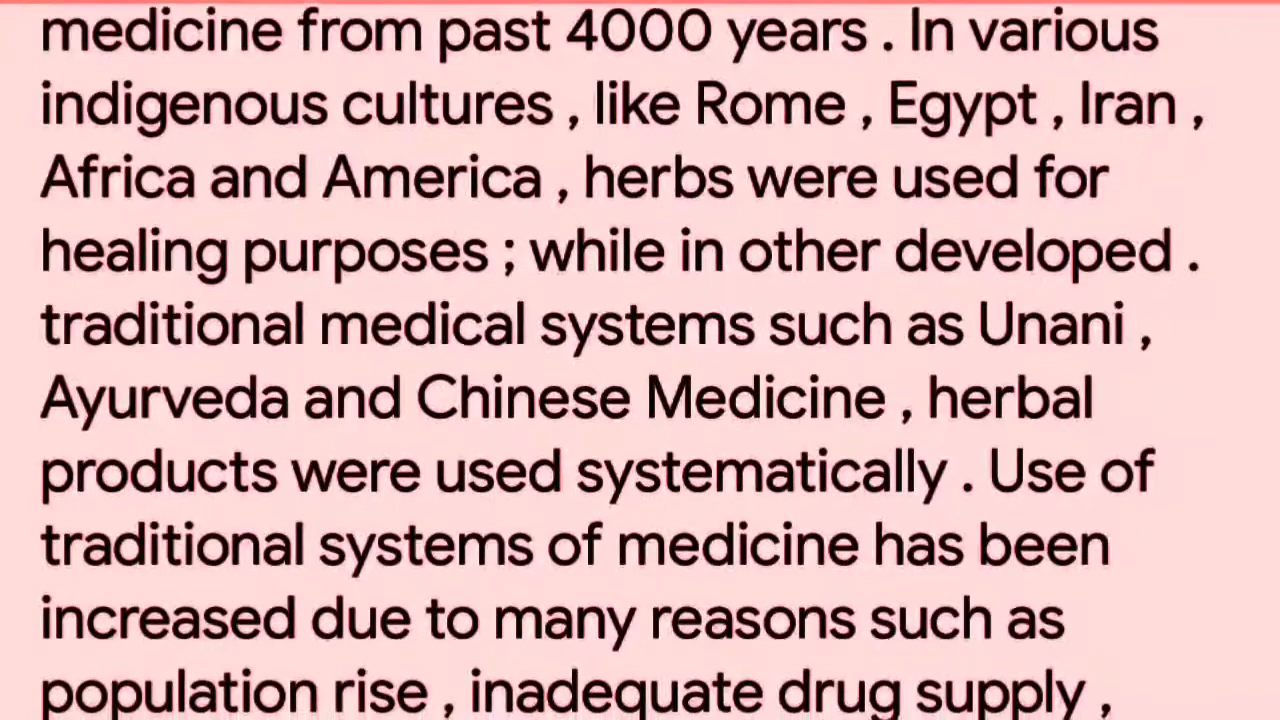 medicine from past 4000 years . In various
indigenous cultures , like Rome , Egypt , Iran ,
Africa and America , herbs were used for
healing purposes ; while in other developed .
traditional medical systems such as Unani ,
Ayurveda and Chinese Medicine , herbal
products were used systematically . Use of
traditional systems of medicine has been
increased due to many reasons such as
population rise , inadequate drug supply ,